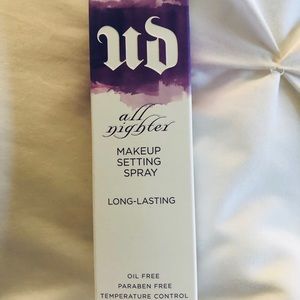 ud
all
nighter
MAKEUP
SETTING
SPRAY
LONG-LASTING
OIL FREE
PARABEN FREE
TEMPERATURE CONTROL